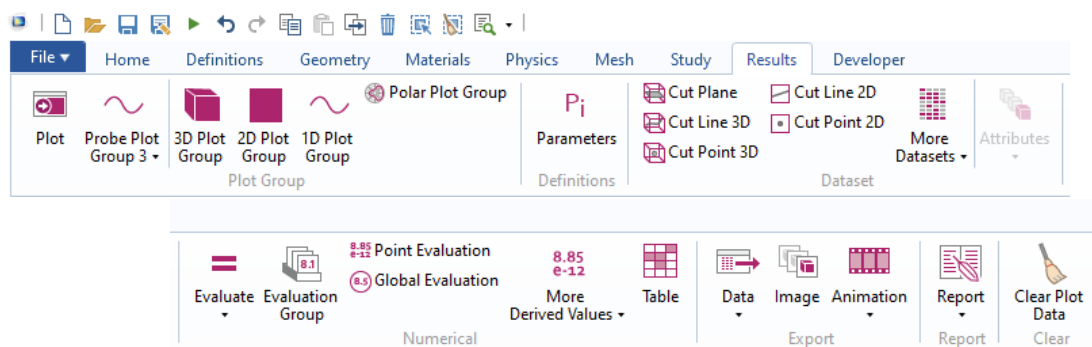 File Home Definitions Geometry Materials Physics Mesh Study Results Developer
Plot
Probe Plot
Group 3
3D Plot
Group
2D Plot
Group
1D Plot
Group
Polar Plot Group
Plot Group
Pi
Parameters
Definitions
Cut Plane
Cut Line 3D
Cut Point 3D
Cut Line 2D
Cut Point 2D
More
Datasets
Dataset
Attributes
Evaluate
8.1
Evaluation
Group
8.85
e-12
Point Evaluation
8.5
Global Evaluation
8.85
e-12
More
Derived Values
Table
Numerical
Data
Image
Animation
Export
Report
Report
Clear Plot
Data
Clear